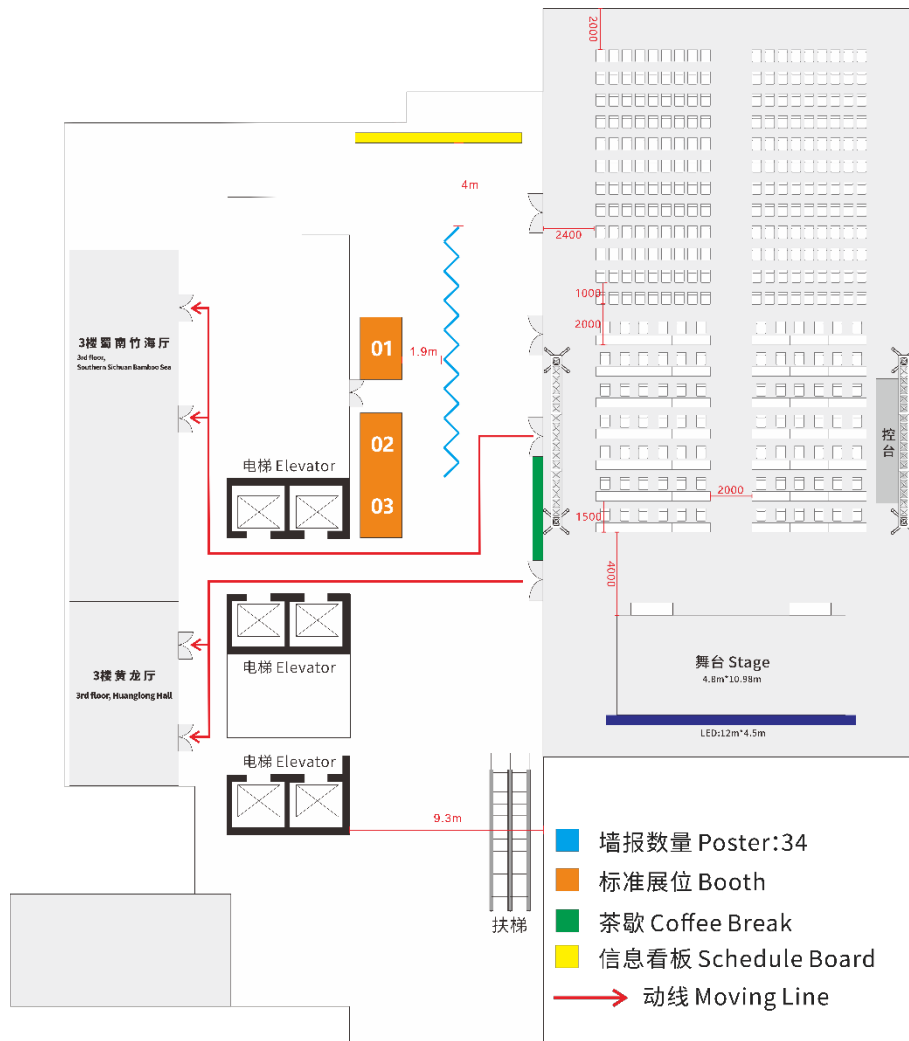 2000
4m
2400
1000
2000
3楼蜀南竹海厅
3rd floor,
Southern Sichuan Bamboo Sea
01
1.9m
02
03
控台
电梯 Elevator
2000
1500
4000
电梯 Elevator
3楼黄龙厅
3rd floor, Huanglong Hall
舞台 Stage
4.8m*10.98m
LED:12m*4.5m
电梯 Elevator
9.3m
扶梯
墙报数量 Poster:34
标准展位 Booth
茶歇 Coffee Break
信息看板 Schedule Board
动线 Moving Line